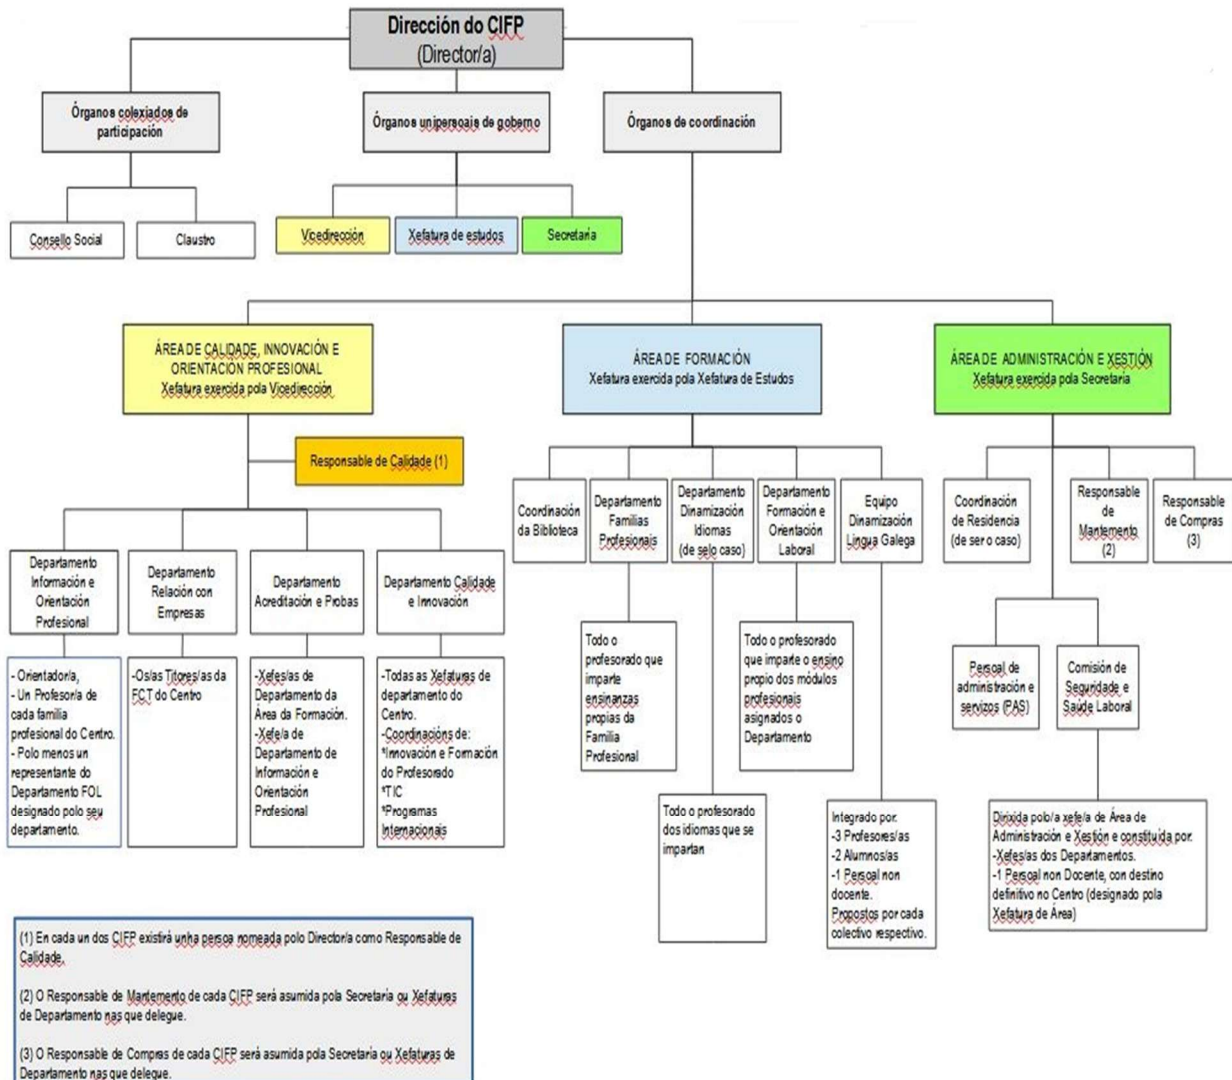 Dirección do CIFP
(Director/a)
Órganos colexiados de
participación
Órganos unipersoais de goberno
Órganos de coordinación
Consello Social
Claustro
Vicedirección
Xefatura de estudos
Secretaría
ÁREA DE CALIDADE, INNOVACIÓN E
ORIENTACIÓN PROFESIONAL
Xefatura exercida pola Vicedirección
ÁREA DE FORMACIÓN
Xefatura exercida pola Xefatura de Estudos
ÁREA DE ADMINISTRACIÓN E XESTIÓN
Xefatura exercida pola Secretaría
Responsable de Calidade (1)
Departamento
Información e
Orientación
Profesional
Departamento
Relación con
Empresas
Departamento
Acreditación e Probas
Departamento Calidade
e Innovación
Coordinación
da Biblioteca
Departamento
Familias
Profesionais
Departamento
Dinamización
Idiomas
(de selo caso)
Departamento
Formación e
Orientación
Laboral
Equipo
Dinamización
Lingua Galega
Coordinación
de Residencia
(de ser o caso)
Responsable
de
Mantemento
(2)
Responsable
de Compras
(3)
- Orientador/a,
- Un Profesor/a de
cada familia
profesional do Centro.
- Polo menos un
representante do
Departamento FOL
designado polo seu
departamento.
-Os/as Titores/as da
FCT do Centro
-Xefes/as de
Departamento da
Área da Formación.
-Xefe/a de
Departamento de
Información e
Orientación
Profesional
-Todas as Xefaturas de
departamento do
Centro.
-Coordinacións de:
*Innovación e Formación
do Profesorado
*TIC
*Programas
Internacionais
Todo o
profesorado que
imparte
ensinanzas
propias da
Familia
Profesional
Todo o profesorado
que imparte o ensino
propio dos módulos
profesionais
asignados o
Departamento
Persoal de
administración e
servizos (PAS)
Comisión de
Seguridade e
Saúde Laboral
Todo o profesorado
dos idiomas que se
impartan
Integrado por:
-3 Profesores/as
-2 Alumnos/as
-1 Persoal non
docente.
Propostos por cada
colectivo respectivo.
Dirixida polo/a xefe/a de Área de
Administración e Xestión e constituída por:
-Xefes/as dos Departamentos.
-1 Persoal non Docente, con destino
definitivo no Centro (designado pola
Xefatura de Área)
(1) En cada un dos CIFP existirá unha persoa nomeada polo Director/a como Responsable de
Calidade.
(2) O Responsable de Mantemento de cada CIFP será asumida pola Secretaría ou Xefaturas
de Departamento nas que delegue.
(3) O Responsable de Compras de cada CIFP será asumida pola Secretaría ou Xefaturas de
Departamento nas que delegue.